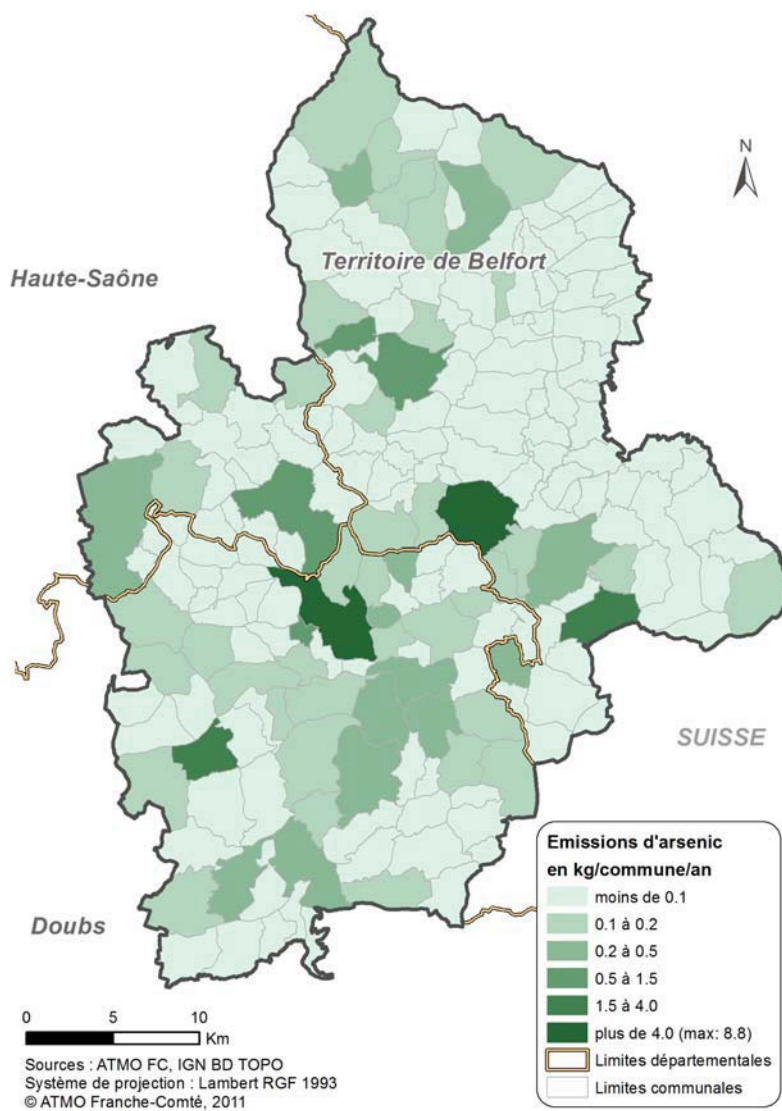 N
Haute-Saône
Territoire de Belfort
SUISSE
Doubs
Emissions d'arsenic
en kg/commune/an
moins de 0.1
0.1 à 0.2
0.2 à 0.5
0.5 à 1.5
1.5 à 4.0
plus de 4.0 (max: 8.8)
Limites départementales
Limites communales
0 5 10
Km
Sources : ATMO FC, IGN BD TOPO
Système de projection : Lambert RGF 1993
© ATMO Franche-Comté, 2011